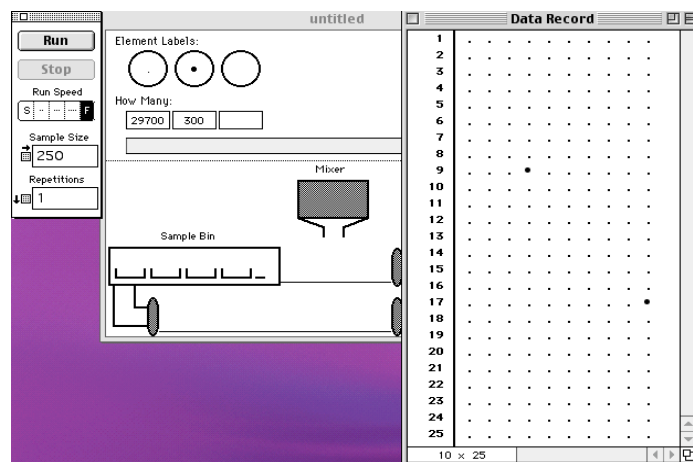 untitled
Data Record
Run
Stop
Run Speed
S F
Sample Size
250
Repetitions
1
Element Labels:
. •
How Many:
29700 300
Mixer
Sample Bin
1
2
3
4
5
6
7
8
9
10
11
12
13
14
15
16
17
18
19
20
21
22
23
24
25
10 × 25